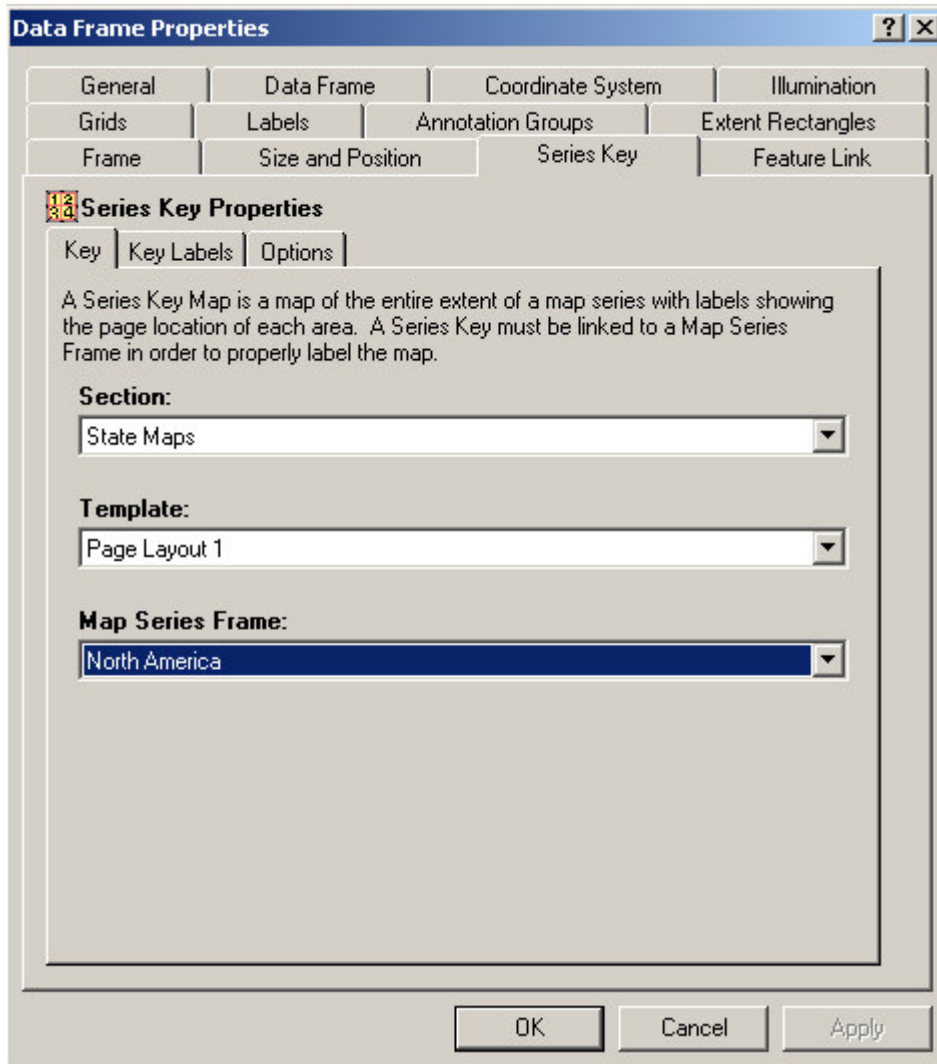 Data Frame Properties
General Data Frame Coordinate System Illumination
Grids Labels Annotation Groups Extent Rectangles
Frame Size and Position Series Key Feature Link
1 2
3 4
Series Key Properties
Key Key Labels Options
A Series Key Map is a map of the entire extent of a map series with labels showing
the page location of each area. A Series Key must be linked to a Map Series
Frame in order to properly label the map.
Section:
State Maps
Template:
Page Layout 1
Map Series Frame:
North America
OK Cancel Apply